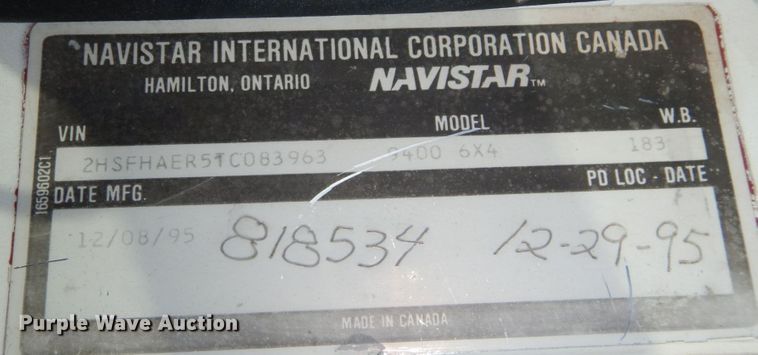 NAVISTAR INTERNATIONAL CORPORATION CANADA
HAMILTON, ONTARIO NAVISTAR™
VIN MODEL W.B.
2HSFHAER5TC083963 9400 6X4 183
DATE MFG. PD LOC - DATE
12/08/95 818534 12-29-95
MADE IN CANADA
1659602C1
Purple Wave Auction